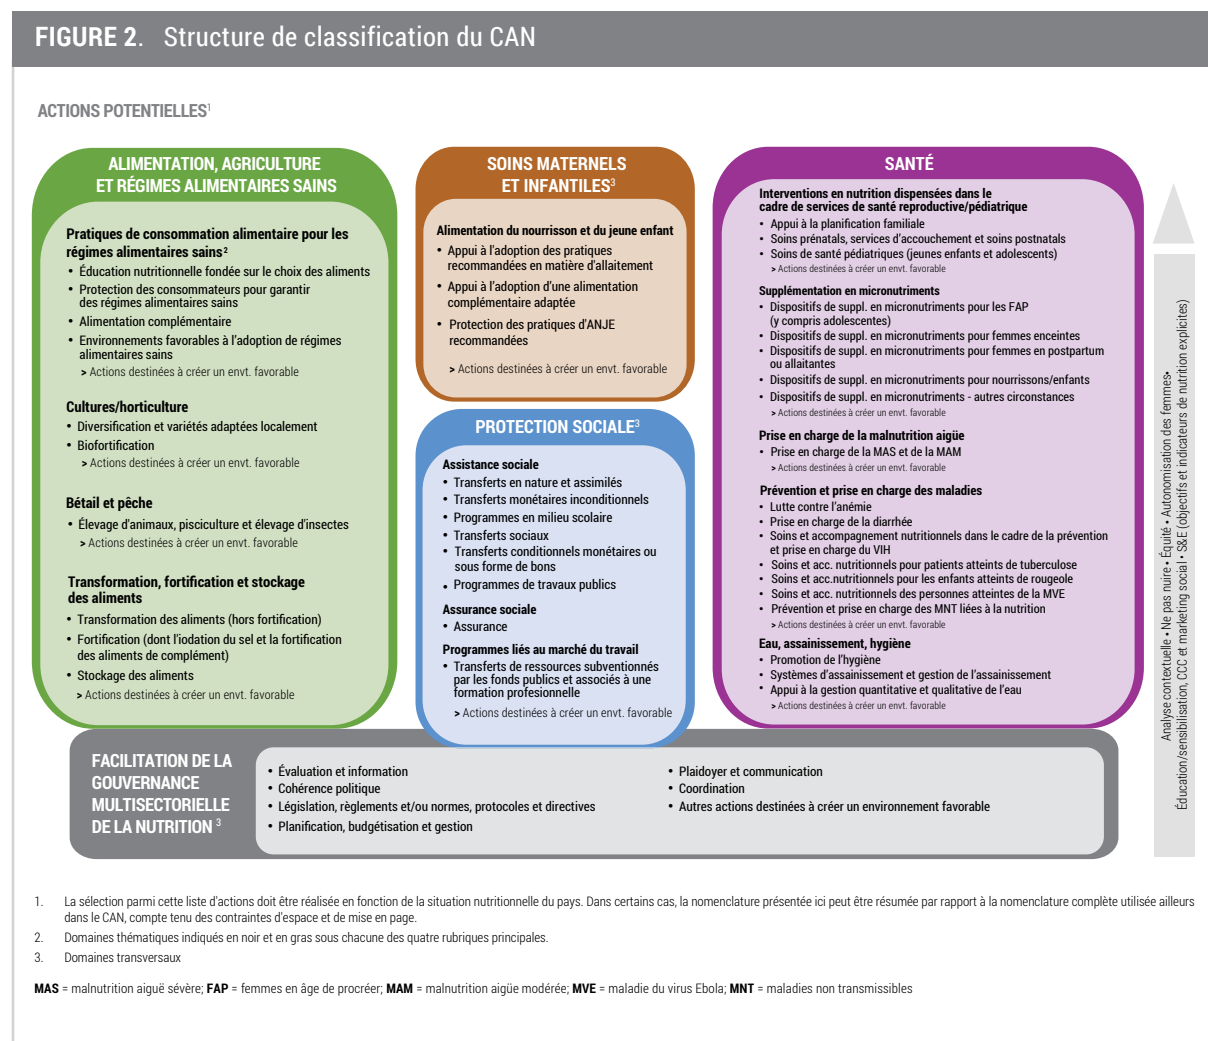 FIGURE 2. Structure de classification du CAN
ACTIONS POTENTIELLES1
ALIMENTATION, AGRICULTURE
ET RÉGIMES ALIMENTAIRES SAINS
Pratiques de consommation alimentaire pour les
régimes alimentaires sains2
• Éducation nutritionnelle fondée sur le choix des aliments
• Protection des consommateurs pour garantir
des régimes alimentaires sains
• Alimentation complémentaire
• Environnements favorables à l'adoption de régimes
alimentaires sains
> Actions destinées à créer un envt. favorable
Cultures/horticulture
• Diversification et variétés adaptées localement
• Biofortification
> Actions destinées à créer un envt. favorable
Bétail et pêche
• Élevage d'animaux, pisciculture et élevage d'insectes
> Actions destinées à créer un envt. favorable
Transformation, fortification et stockage
des aliments
• Transformation des aliments (hors fortification)
• Fortification (dont l'iodation du sel et la fortification
des aliments de complément)
• Stockage des aliments
> Actions destinées à créer un envt. favorable
SOINS MATERNELS
ET INFANTILES3
Alimentation du nourrisson et du jeune enfant
• Appui à l'adoption des pratiques
recommandées en matière d'allaitement
• Appui à l'adoption d'une alimentation
complémentaire adaptée
• Protection des pratiques d'ANJE
recommandées
> Actions destinées à créer un envt. favorable
PROTECTION SOCIALE3
Assistance sociale
• Transferts en nature et assimilés
• Transferts monétaires inconditionnels
• Programmes en milieu scolaire
• Transferts sociaux
• Transferts conditionnels monétaires ou
sous forme de bons
• Programmes de travaux publics
Assurance sociale
• Assurance
Programmes liés au marché du travail
• Transferts de ressources subventionnés
par les fonds publics et associés à une
formation profesionnelle
> Actions destinées à créer un envt. favorable
SANTÉ
Interventions en nutrition dispensées dans le
cadre de services de santé reproductive/pédiatrique
• Appui à la planification familiale
• Soins prénatals, services d'accouchement et soins postnatals
• Soins de santé pédiatriques (jeunes enfants et adolescents)
> Actions destinées à créer un envt. favorable
Supplémentation en micronutriments
• Dispositifs de suppl. en micronutriments pour les FAP
(y compris adolescentes)
• Dispositifs de suppl. en micronutriments pour femmes enceintes
• Dispositifs de suppl. en micronutriments pour femmes en postpartum
ou allaitantes
• Dispositifs de suppl. en micronutriments pour nourrissons/enfants
• Dispositifs de suppl. en micronutriments - autres circonstances
> Actions destinées à créer un envt. favorable
Prise en charge de la malnutrition aigüe
• Prise en charge de la MAS et de la MAM
> Actions destinées à créer un envt. favorable
Prévention et prise en charge des maladies
• Lutte contre l'anémie
• Prise en charge de la diarrhée
• Soins et accompagnement nutritionnels dans le cadre de la prévention
et prise en charge du VIH
• Soins et acc. nutritionnels pour patients atteints de tuberculose
• Soins et acc.nutritionnels pour les enfants atteints de rougeole
• Soins et acc. nutritionnels des personnes atteintes de la MVE
• Prévention et prise en charge des MNT liées à la nutrition
> Actions destinées à créer un envt. favorable
Eau, assainissement, hygiène
• Promotion de l'hygiène
• Systèmes d'assainissement et gestion de l'assainissement
• Appui à la gestion quantitative et qualitative de l'eau
> Actions destinées à créer un envt. favorable
Analyse contextuelle • Ne pas nuire • Équité • Autonomisation des femmes•
Éducation/sensibilisation, CCC et marketing social • S&E (objectifs et indicateurs de nutrition explicites)
FACILITATION DE LA
GOUVERNANCE
MULTISECTORIELLE
DE LA NUTRITION 3
• Évaluation et information
• Cohérence politique
• Législation, règlements et/ou normes, protocoles et directives
• Planification, budgétisation et gestion
• Plaidoyer et communication
• Coordination
• Autres actions destinées à créer un environnement favorable
1. La sélection parmi cette liste d'actions doit être réalisée en fonction de la situation nutritionnelle du pays. Dans certains cas, la nomenclature présentée ici peut être résumée par rapport à la nomenclature complète utilisée ailleurs
dans le CAN, compte tenu des contraintes d'espace et de mise en page.
2. Domaines thématiques indiqués en noir et en gras sous chacune des quatre rubriques principales.
3. Domaines transversaux
MAS = malnutrition aiguë sévère; FAP = femmes en âge de procréer; MAM = malnutrition aigüe modérée; MVE = maladie du virus Ebola; MNT = maladies non transmissibles